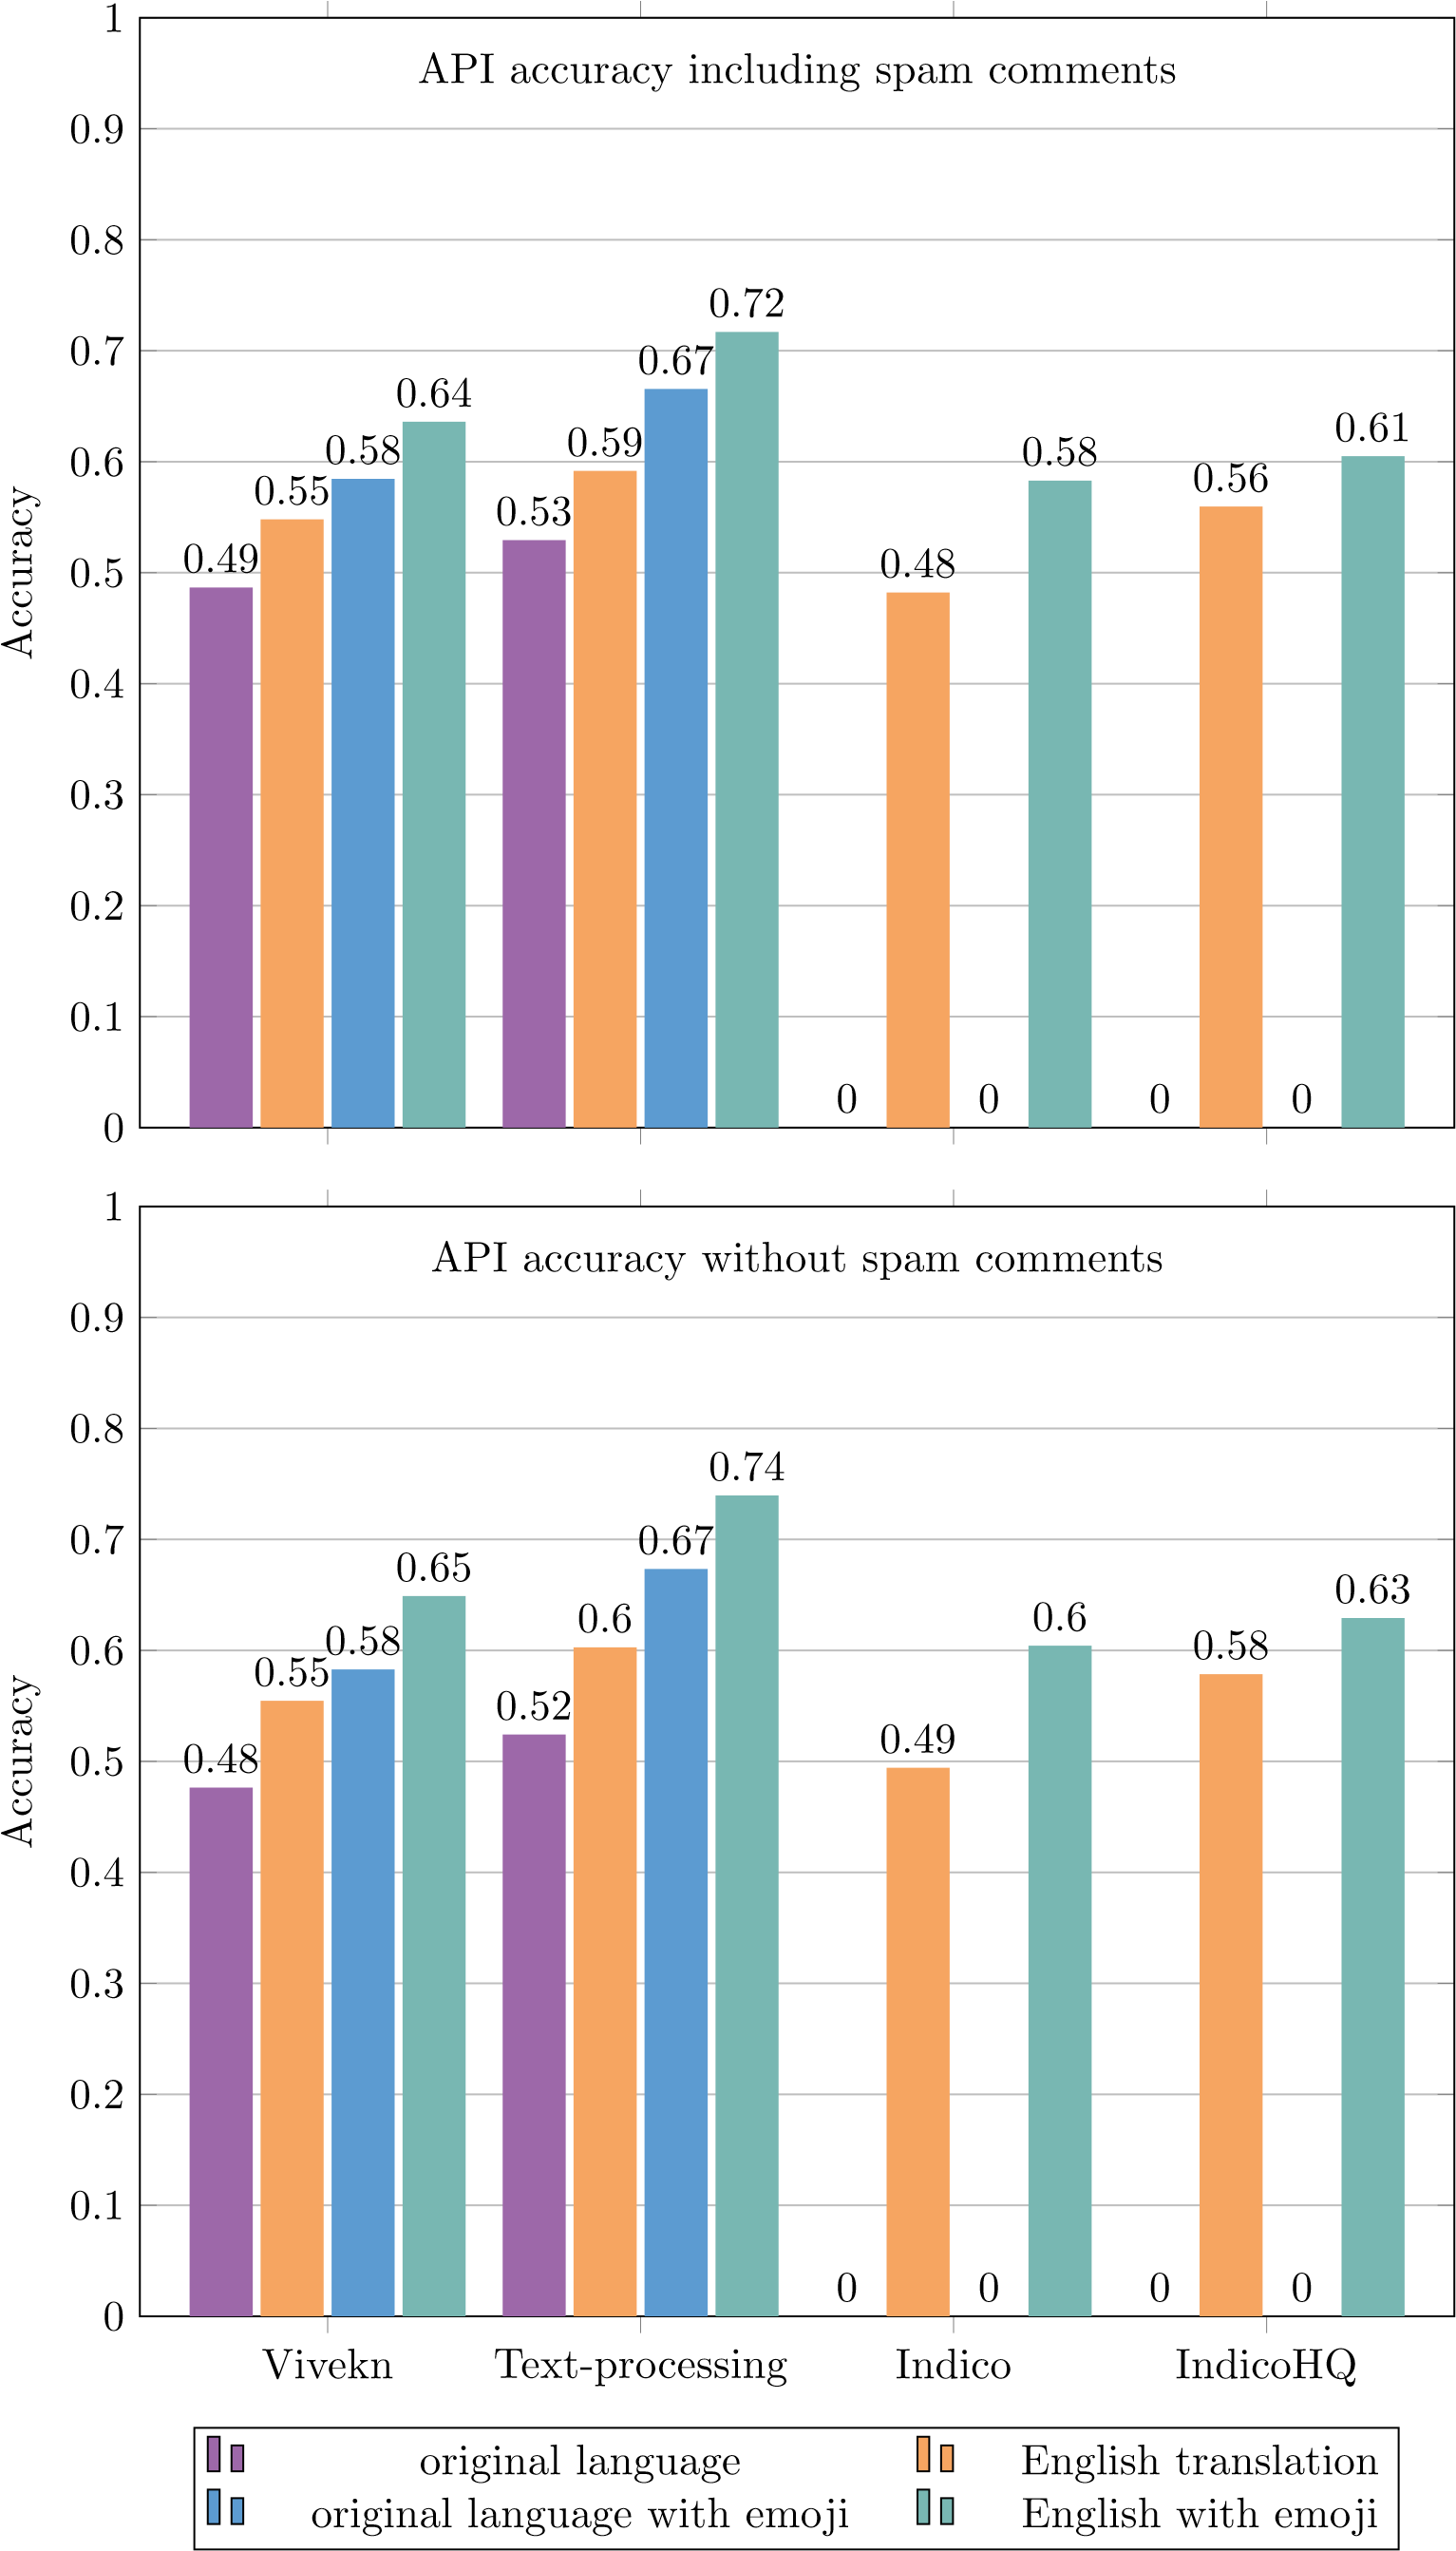 API accuracy including spam comments
Accuracy
1
0.9
0.8
0.7
0.6
0.5
0.4
0.3
0.2
0.1
0
0.49 0.55 0.58 0.64
0.53 0.59 0.67 0.72
0 0.48 0 0.58
0 0.56 0 0.61
API accuracy without spam comments
Accuracy
1
0.9
0.8
0.7
0.6
0.5
0.4
0.3
0.2
0.1
0
0.48 0.55 0.58 0.65
0.52 0.6 0.67 0.74
0 0.49 0 0.6
0 0.58 0 0.63
Vivekn Text-processing Indico IndicoHQ
original language English translation
original language with emoji English with emoji